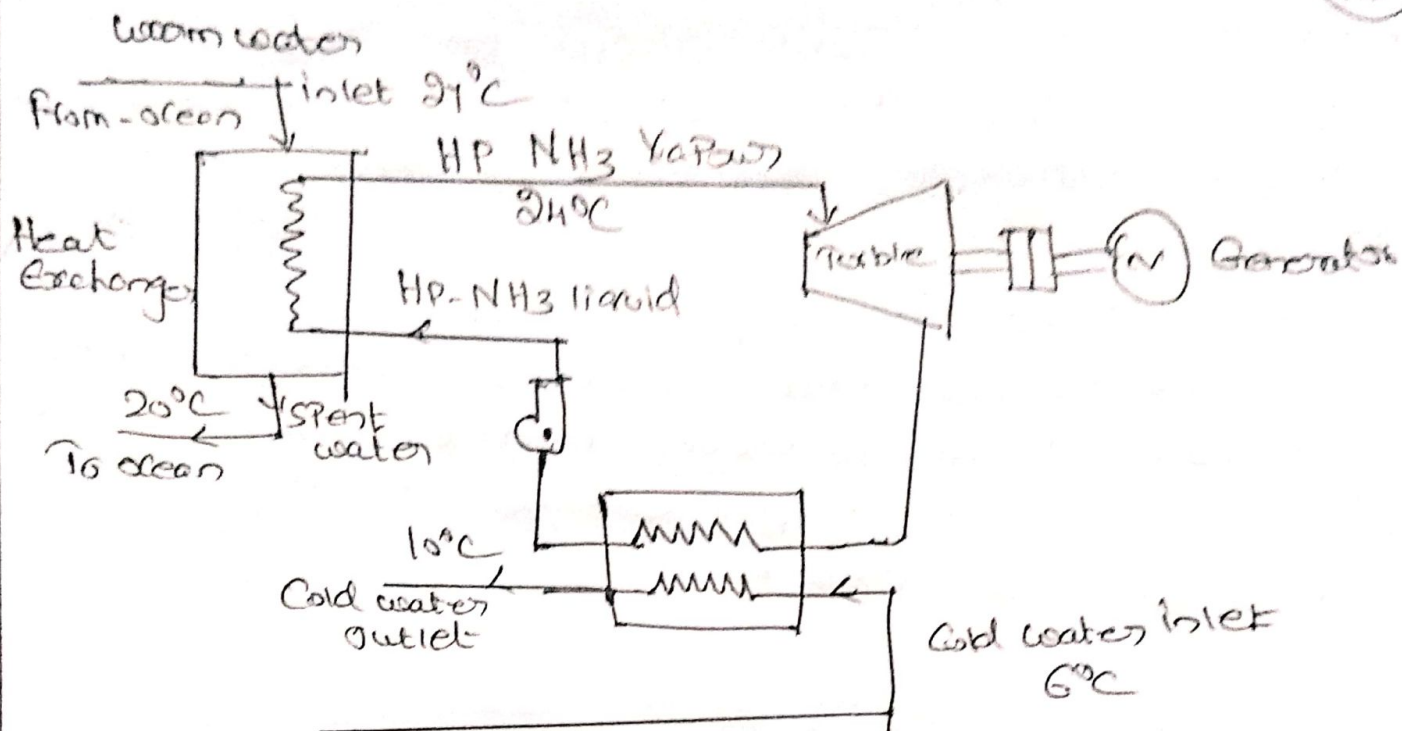 warm water
from-ocean
inlet 27°C
HP NH3 Vapour
24°C
Heat
Exchanger
HP-NH3 liquid
Turbine
Generator
20°C
To ocean
spent
water
10°C
Cold water
outlet
Cold water inlet
6°C